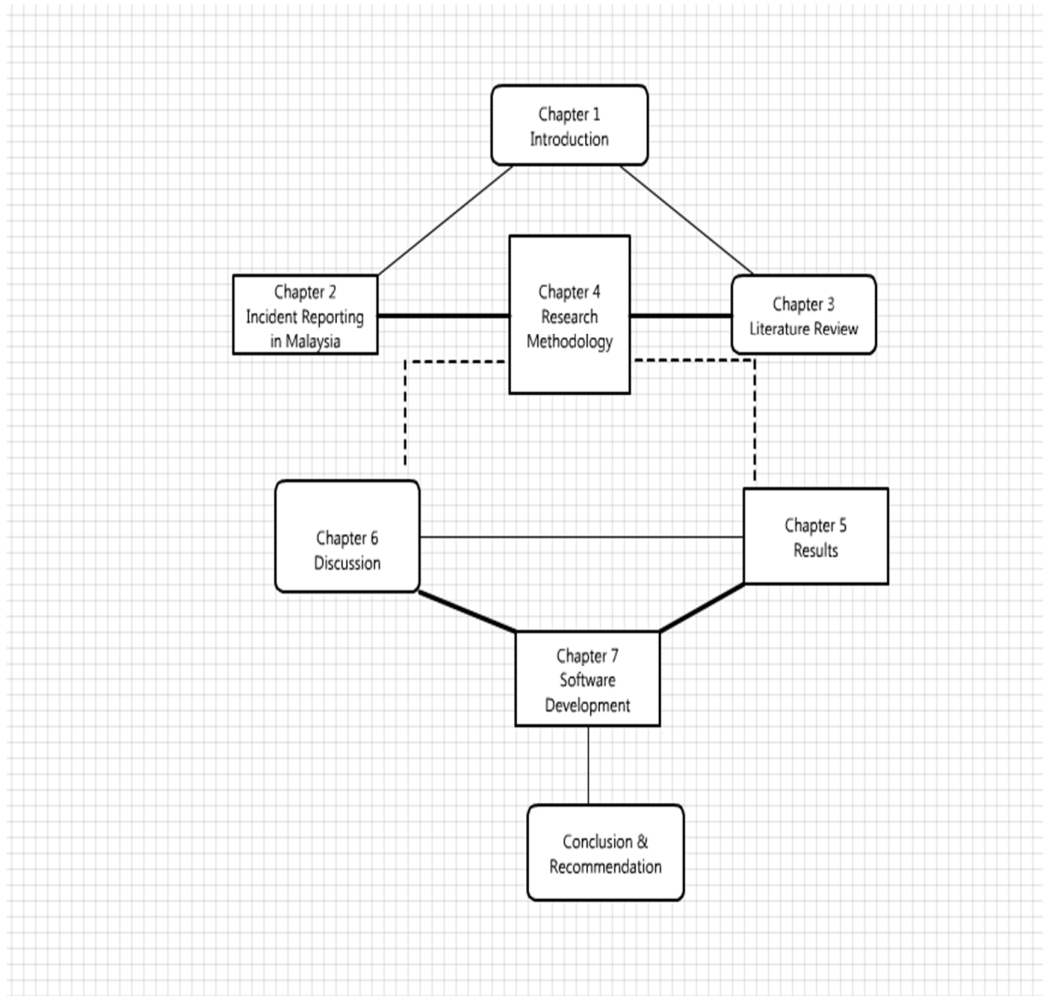 Chapter 1
Introduction
Chapter 2
Incident Reporting
in Malaysia
Chapter 4
Research
Methodology
Chapter 3
Literature Review
Chapter 6
Discussion
Chapter 5
Results
Chapter 7
Software
Development
Conclusion &
Recommendation